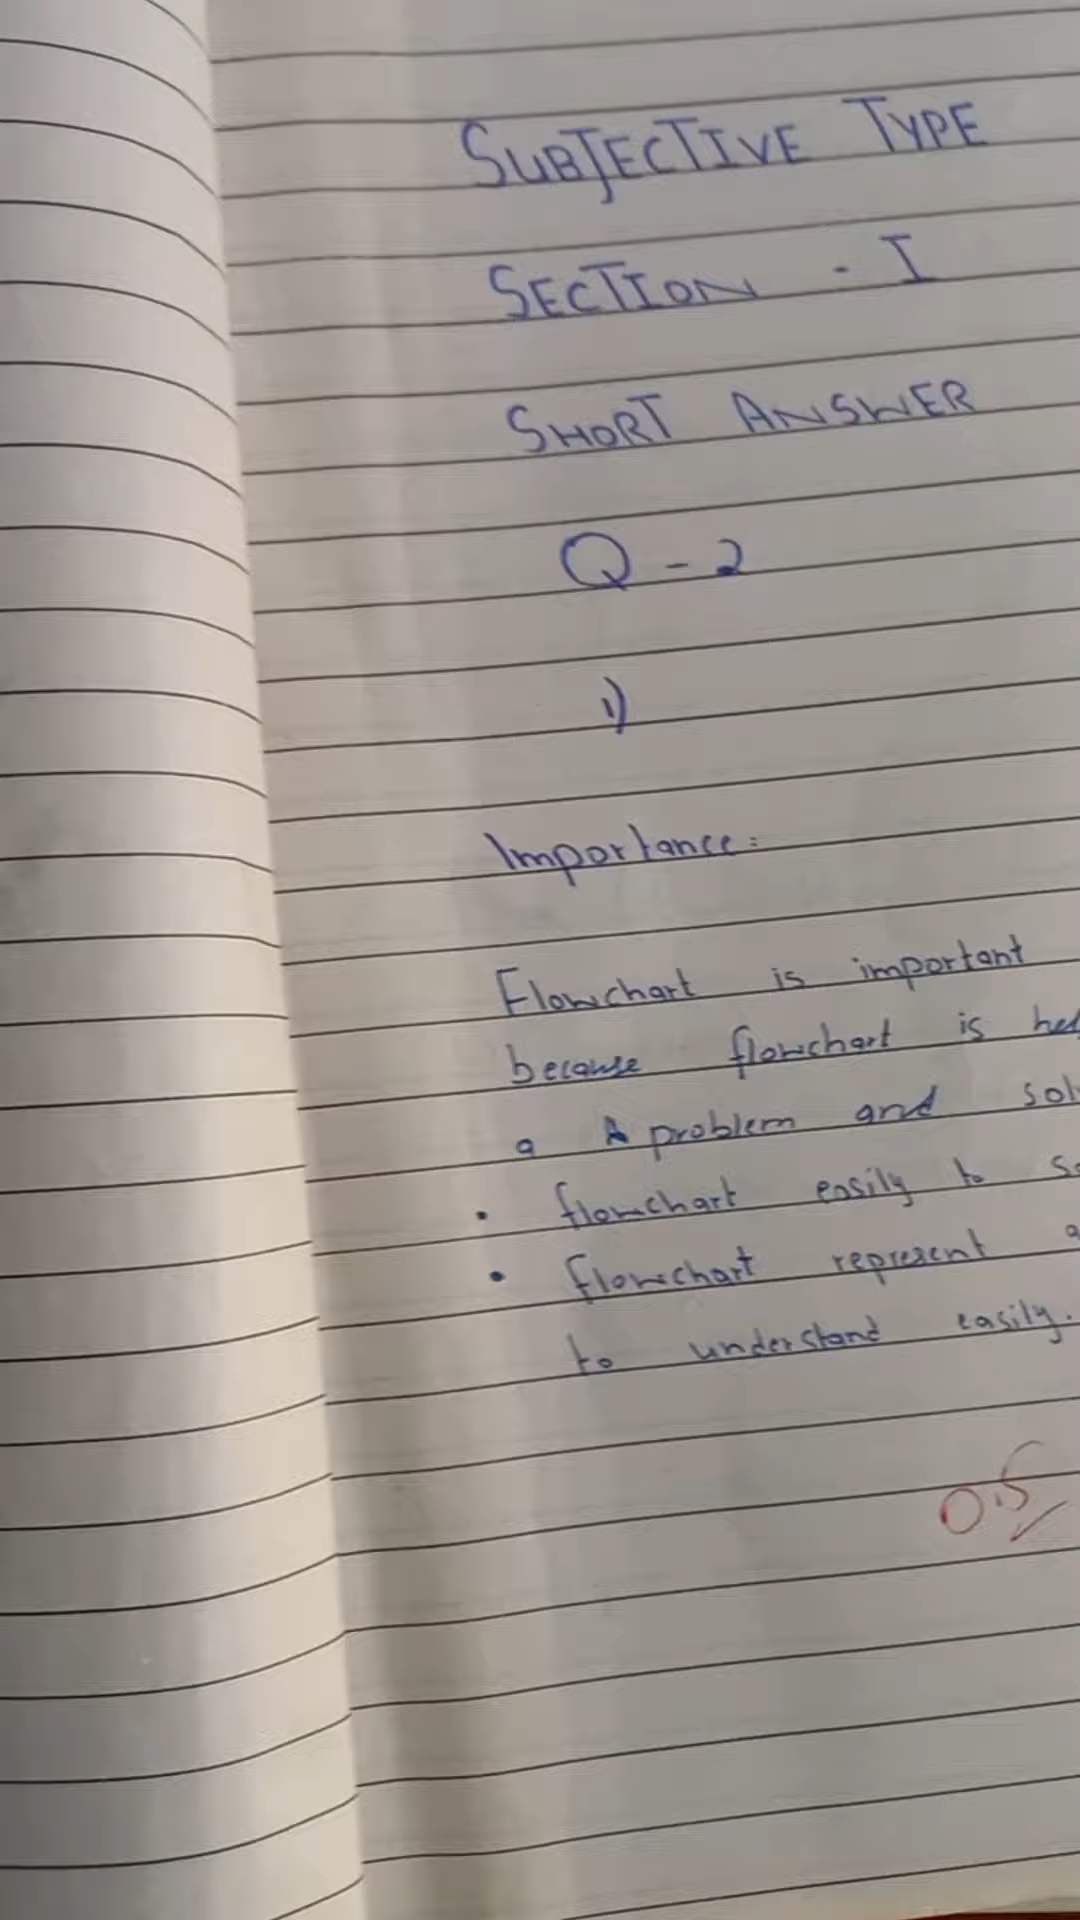 SUBJECTIVE TYPE
SECTION - I
SHORT ANSWER
Q - 2
1)
Importance:
Flowchart is important
because flowchart is
a problem and
• flowchart easily to
• flowchart represent
to understand easily.
0.5